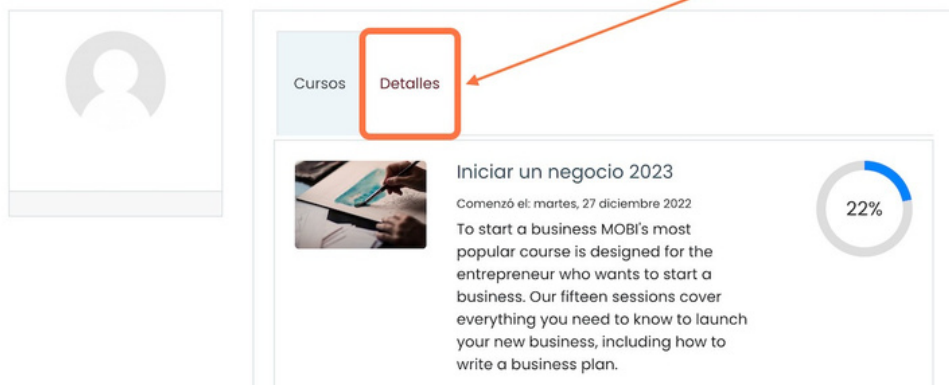 Cursos
Detalles
Iniciar un negocio 2023
Comenzó el: martes, 27 diciembre 2022
To start a business MOBI's most
popular course is designed for the
entrepreneur who wants to start a
business. Our fifteen sessions cover
everything you need to know to launch
your new business, including how to
write a business plan.
22%